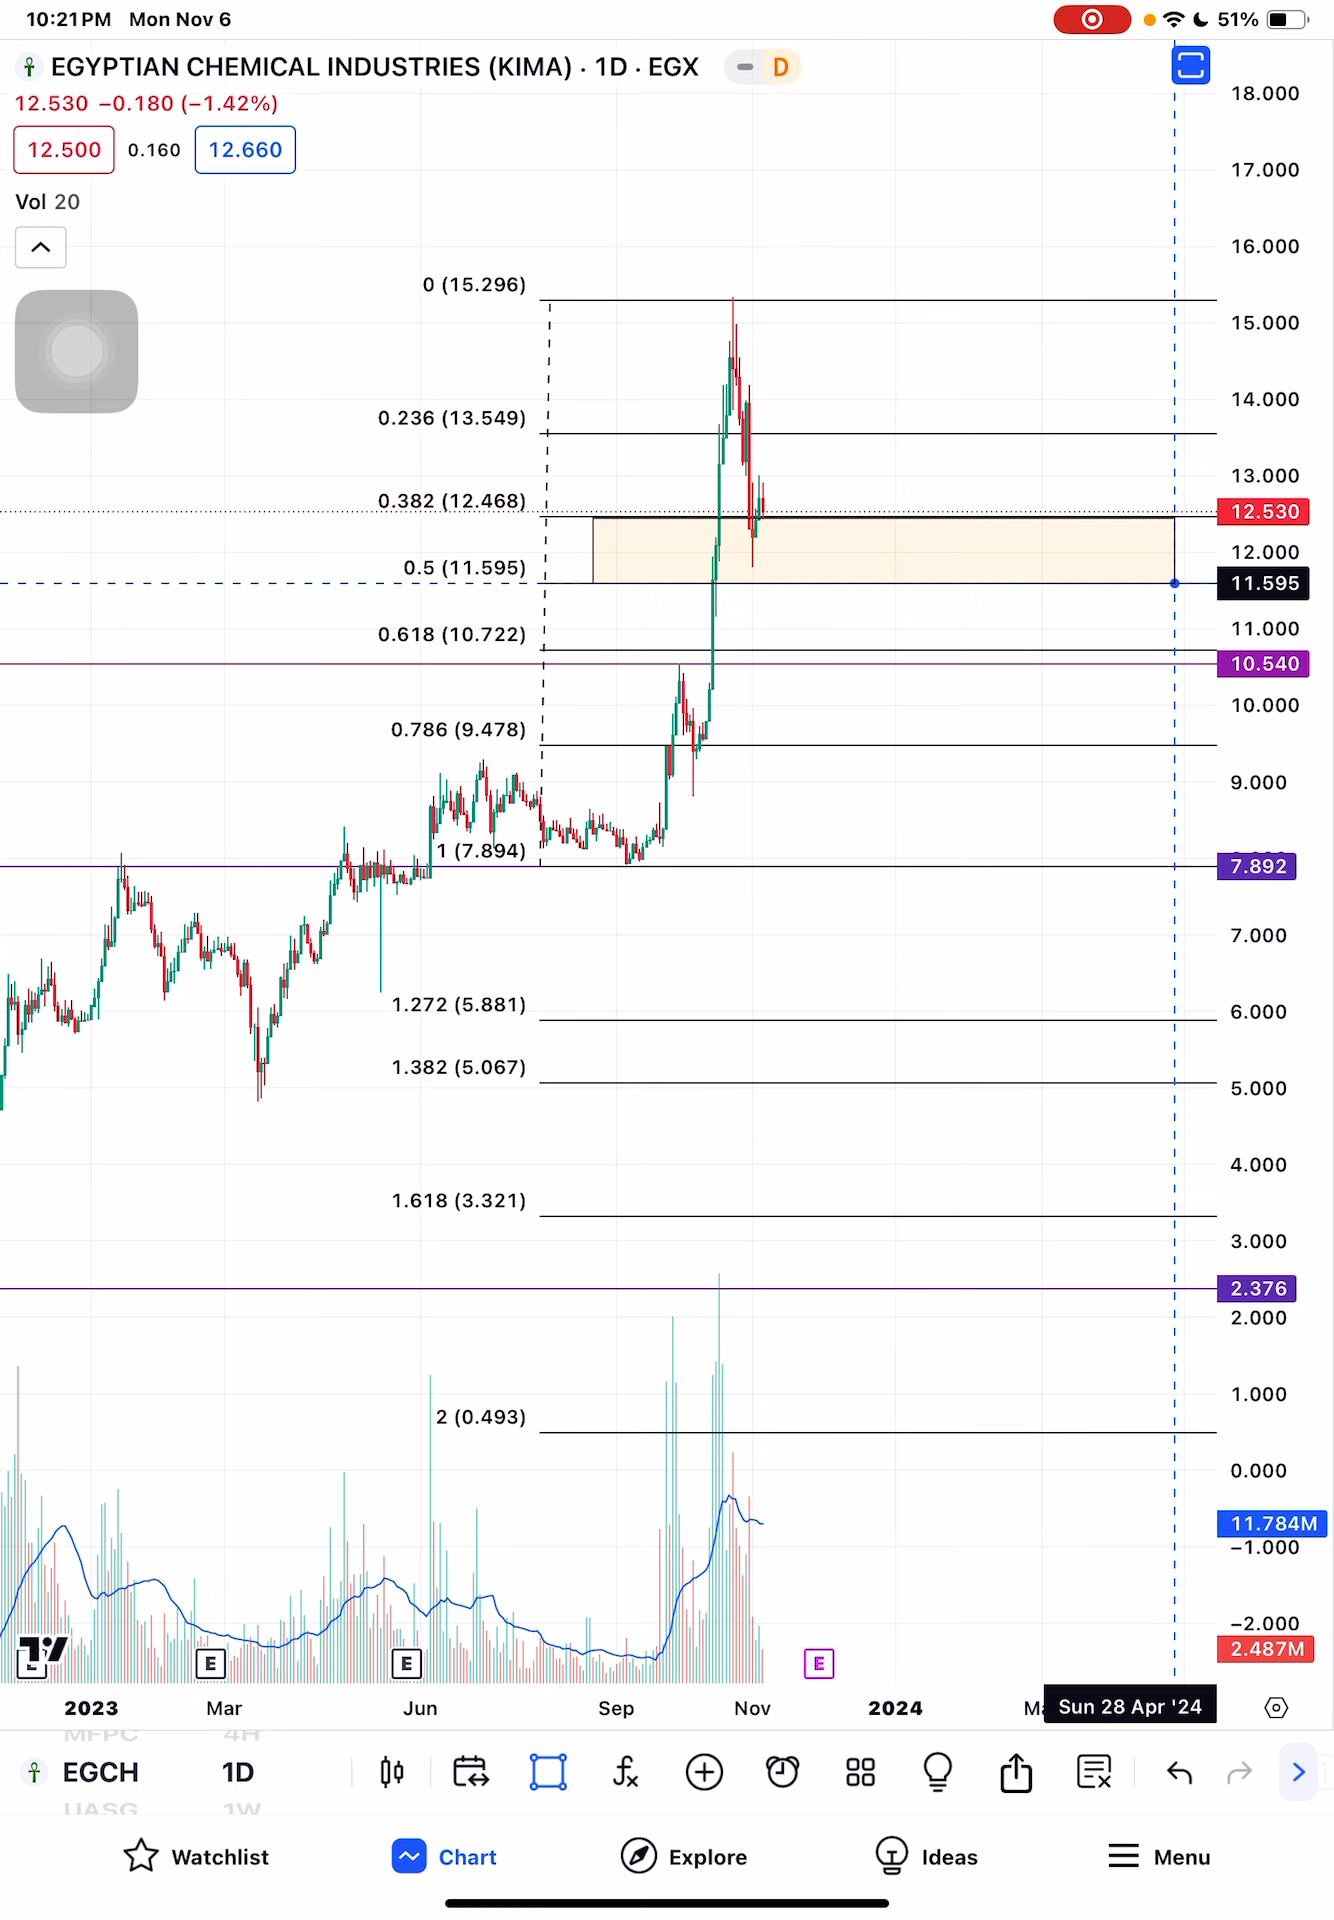 10:21 PM Mon Nov 6
51%
EGYPTIAN CHEMICAL INDUSTRIES (KIMA) · 1D · EGX
D
12.530 −0.180 (−1.42%)
12.500 0.160 12.660
Vol 20
18.000
17.000
16.000
0 (15.296)
15.000
14.000
0.236 (13.549)
13.000
0.382 (12.468)
12.530
12.000
0.5 (11.595)
11.595
0.618 (10.722)
11.000
10.540
10.000
0.786 (9.478)
9.000
1 (7.894)
7.892
7.000
1.272 (5.881)
6.000
1.382 (5.067)
5.000
4.000
1.618 (3.321)
3.000
2.376
2.000
1.000
2 (0.493)
0.000
11.784M
−1.000
−2.000
2.487M
E E E
2023 Mar Jun Sep Nov 2024 Sun 28 Apr '24
MFPC 4H
EGCH 1D
UASG 1W
Watchlist Chart Explore Ideas Menu